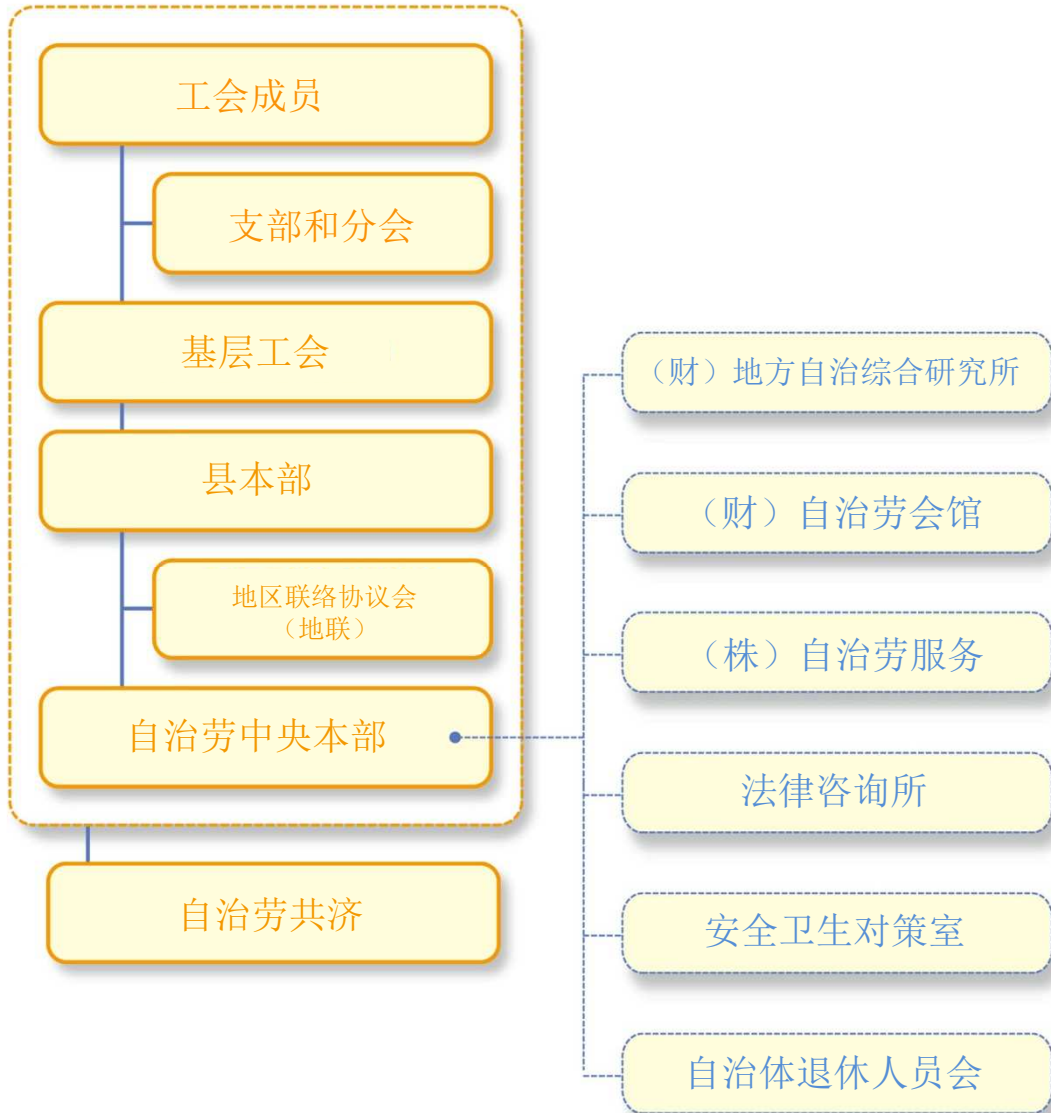 工会成员
支部和分会
基层工会
县本部
地区联络协议会
（地联）
自治劳中央本部
自治劳共济
（财）地方自治综合研究所
（财）自治劳会馆
（株）自治劳服务
法律咨询所
安全卫生对策室
自治体退休人员会